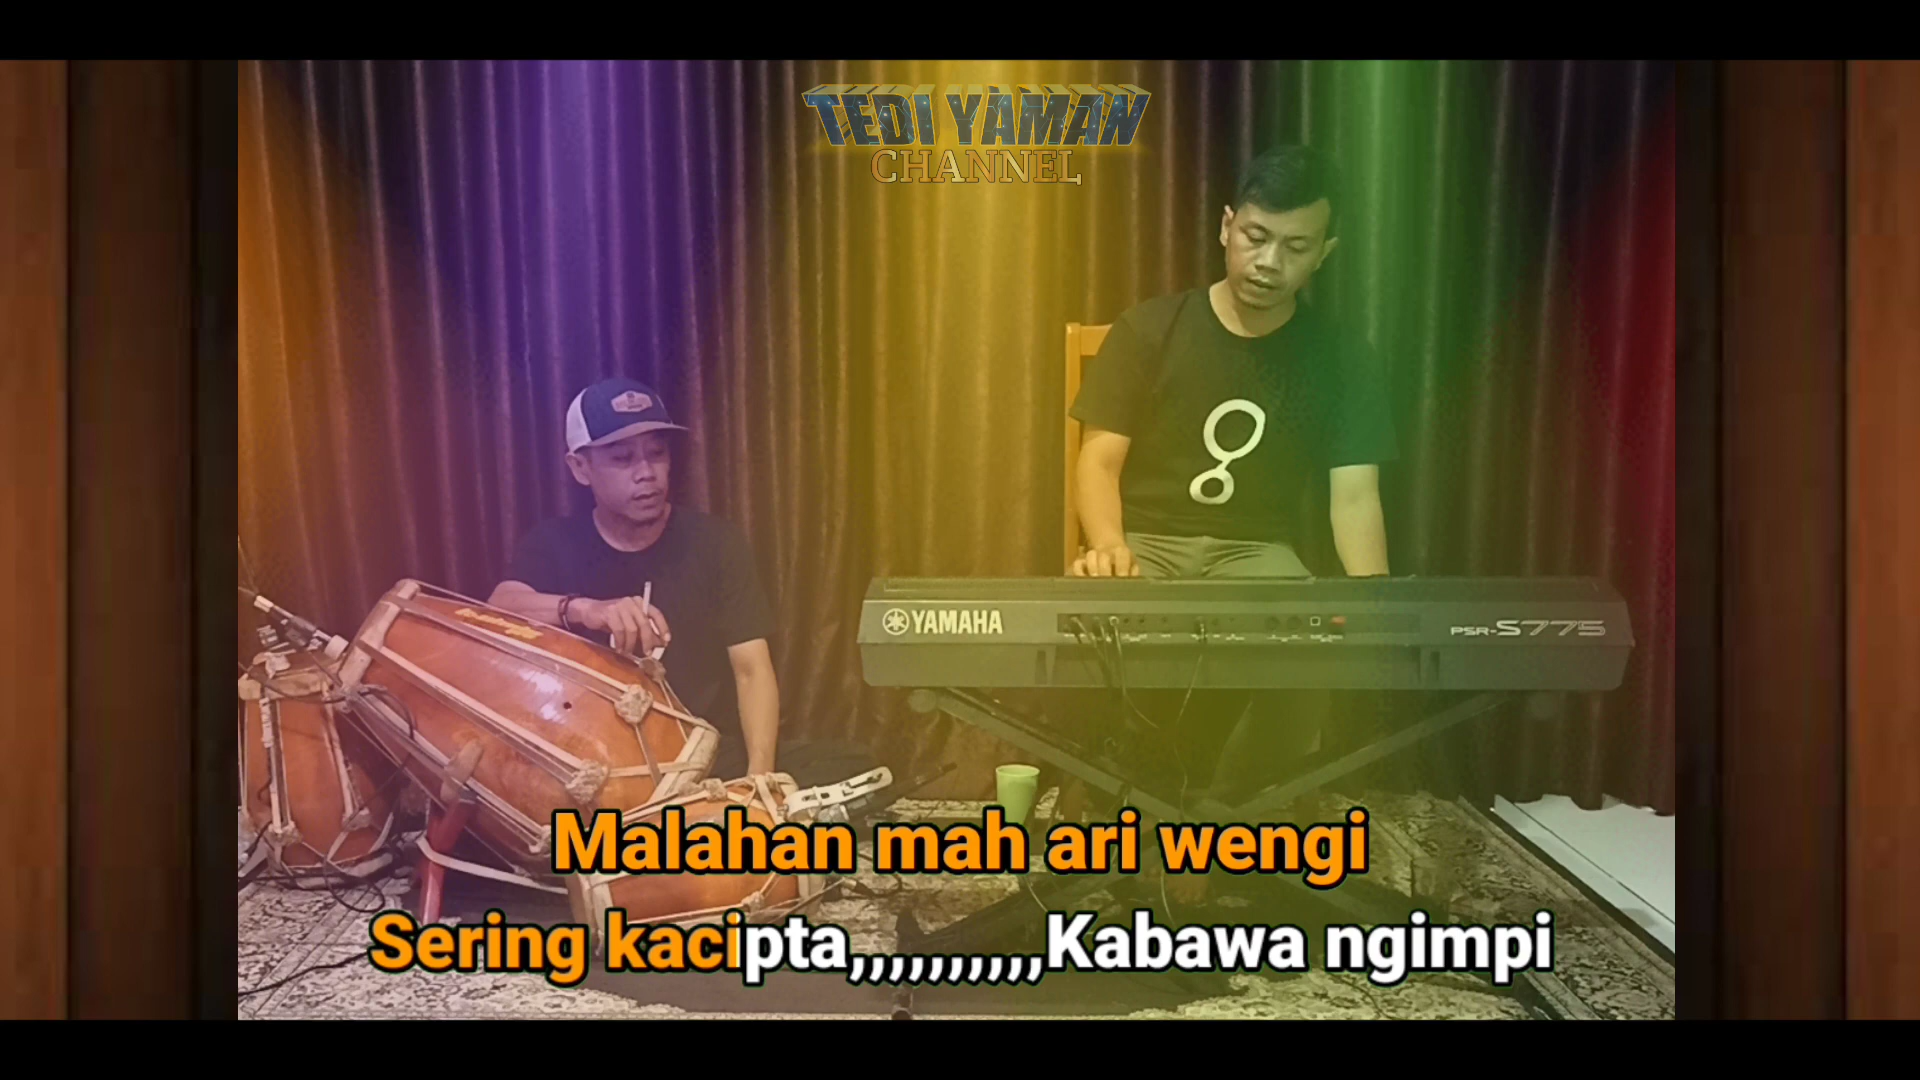 TEDI YAMAN
CHANNEL
YAMAHA
PSR-S775
Malahan mah ari wengi
Sering kacipta,,,,,,,,,,Kabawa ngimpi